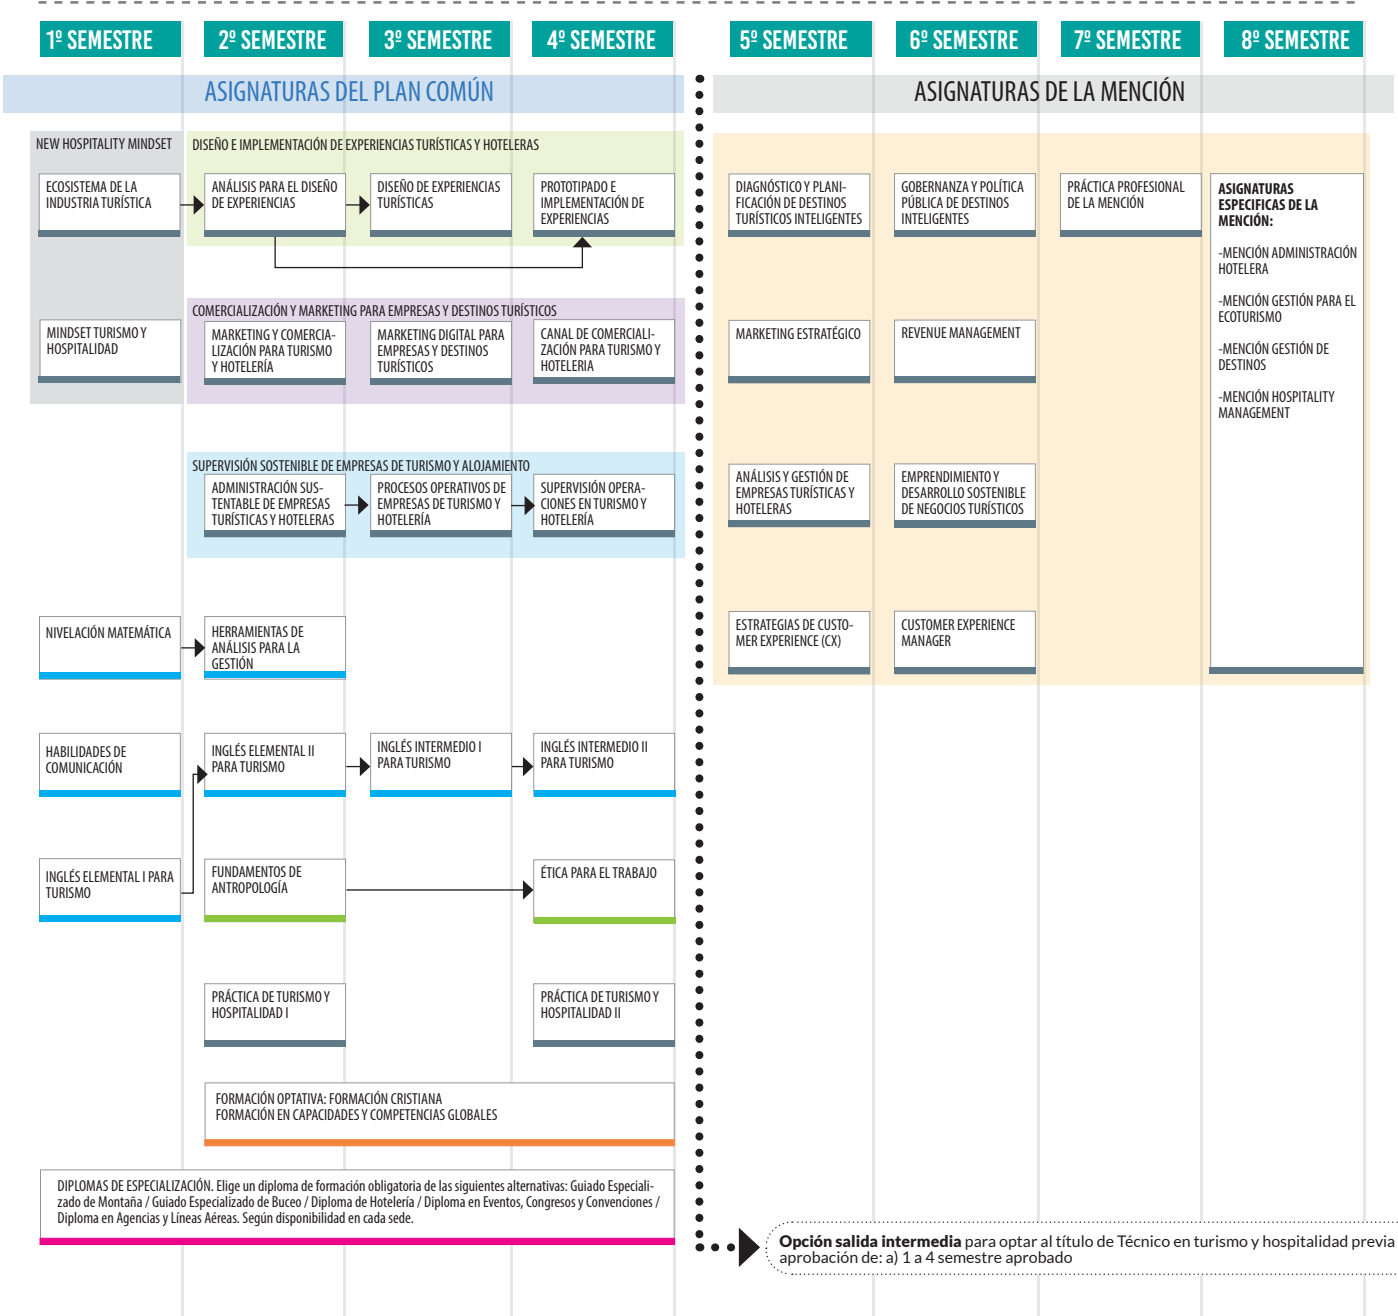 1º SEMESTRE
2º SEMESTRE
3º SEMESTRE
4º SEMESTRE
5º SEMESTRE
6º SEMESTRE
7º SEMESTRE
8º SEMESTRE
ASIGNATURAS DEL PLAN COMÚN
ASIGNATURAS DE LA MENCIÓN
NEW HOSPITALITY MINDSET
DISEÑO E IMPLEMENTACIÓN DE EXPERIENCIAS TURÍSTICAS Y HOTELERAS
ECOSISTEMA DE LA
INDUSTRIA TURÍSTICA
ANÁLISIS PARA EL DISEÑO
DE EXPERIENCIAS
DISEÑO DE EXPERIENCIAS
TURÍSTICAS
PROTOTIPADO E
IMPLEMENTACIÓN DE
EXPERIENCIAS
DIAGNÓSTICO Y PLANI-
FICACIÓN DE DESTINOS
TURÍSTICOS INTELIGENTES
GOBERNANZA Y POLÍTICA
PÚBLICA DE DESTINOS
INTELIGENTES
PRÁCTICA PROFESIONAL
DE LA MENCIÓN
ASIGNATURAS
ESPECIFICAS DE LA
MENCIÓN:
-MENCIÓN ADMINISTRACIÓN
HOTELERA
-MENCIÓN GESTIÓN PARA EL
ECOTURISMO
-MENCIÓN GESTIÓN DE
DESTINOS
-MENCIÓN HOSPITALITY
MANAGEMENT
COMERCIALIZACIÓN Y MARKETING PARA EMPRESAS Y DESTINOS TURÍSTICOS
MINDSET TURISMO Y
HOSPITALIDAD
MARKETING Y COMERCIA-
LIZACIÓN PARA TURISMO
Y HOTELERÍA
MARKETING DIGITAL PARA
EMPRESAS Y DESTINOS
TURÍSTICOS
CANAL DE COMERCIALI-
ZACIÓN PARA TURISMO Y
HOTELERIA
MARKETING ESTRATÉGICO
REVENUE MANAGEMENT
SUPERVISIÓN SOSTENIBLE DE EMPRESAS DE TURISMO Y ALOJAMIENTO
ADMINISTRACIÓN SUS-
TENTABLE DE EMPRESAS
TURÍSTICAS Y HOTELERAS
PROCESOS OPERATIVOS DE
EMPRESAS DE TURISMO Y
HOTELERÍA
SUPERVISIÓN OPERA-
CIONES EN TURISMO Y
HOTELERÍA
ANÁLISIS Y GESTIÓN DE
EMPRESAS TURÍSTICAS Y
HOTELERAS
EMPRENDIMIENTO Y
DESARROLLO SOSTENIBLE
DE NEGOCIOS TURÍSTICOS
NIVELACIÓN MATEMÁTICA
HERRAMIENTAS DE
ANÁLISIS PARA LA
GESTIÓN
ESTRATEGIAS DE CUSTO-
MER EXPERIENCE (CX)
CUSTOMER EXPERIENCE
MANAGER
HABILIDADES DE
COMUNICACIÓN
INGLÉS ELEMENTAL II
PARA TURISMO
INGLÉS INTERMEDIO I
PARA TURISMO
INGLÉS INTERMEDIO II
PARA TURISMO
INGLÉS ELEMENTAL I PARA
TURISMO
FUNDAMENTOS DE
ANTROPOLOGÍA
ÉTICA PARA EL TRABAJO
PRÁCTICA DE TURISMO Y
HOSPITALIDAD I
PRÁCTICA DE TURISMO Y
HOSPITALIDAD II
FORMACIÓN OPTATIVA: FORMACIÓN CRISTIANA
FORMACIÓN EN CAPACIDADES Y COMPETENCIAS GLOBALES
DIPLOMAS DE ESPECIALIZACIÓN. Elige un diploma de formación obligatoria de las siguientes alternativas: Guiado Especiali-
zado de Montaña / Guiado Especializado de Buceo / Diploma de Hotelería / Diploma en Eventos, Congresos y Convenciones /
Diploma en Agencias y Líneas Aéreas. Según disponibilidad en cada sede.
Opción salida intermedia para optar al título de Técnico en turismo y hospitalidad previa
aprobación de: a) 1 a 4 semestre aprobado